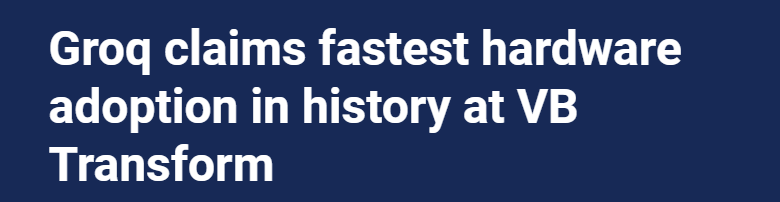 Groq claims fastest hardware
adoption in history at VB
Transform